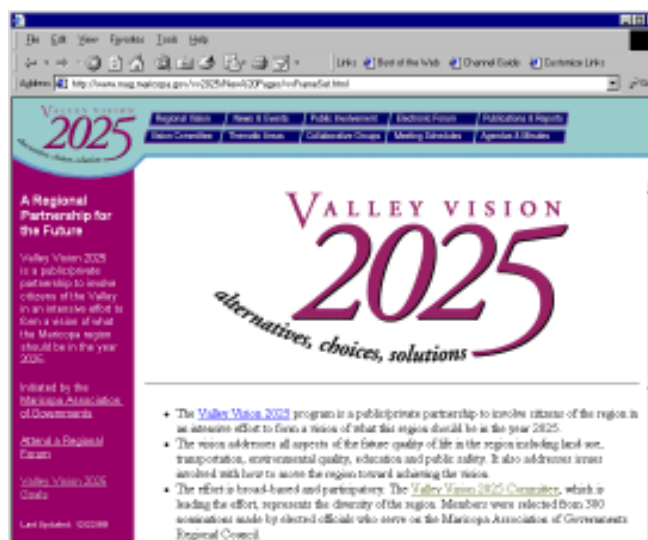 File Edit View Favorites Tools Help
Links Best of the Web Channel Guide Customize Links
Address
VALLEY VISION
2025
alternatives, choices, solutions
Regional Vision News & Events Public Involvement Electronic Forum Publications & Reports
Vision Committee Thematic Areas Collaborative Groups Meeting Schedules Agendas & Minutes
A Regional
Partnership for
the Future
Valley Vision 2025
is a public/private
partnership to involve
citizens of the Valley
in an intensive effort to
form a vision of what
the Maricopa region
should be in the year
2025.
Initiated by the
Maricopa Association
of Governments
Attend a Regional
Forum
Valley Vision 2025
Goals
Last Updated:
VALLEY VISION
2025
alternatives, choices, solutions
• The Valley Vision 2025 program is a public/private partnership to involve citizens of the region in
an intensive effort to form a vision of what this region should be in the year 2025.
• The vision addresses all aspects of the future quality of life in the region including land use,
transportation, environmental quality, education and public safety. It also addresses issues
involved with how to move the region toward achieving the vision.
• The effort is broad-based and participatory. The Valley Vision 2025 Committee, which is
leading the effort, represents the diversity of the region. Members were selected from 300
nominations made by elected officials who serve on the Maricopa Association of Governments
Regional Council.